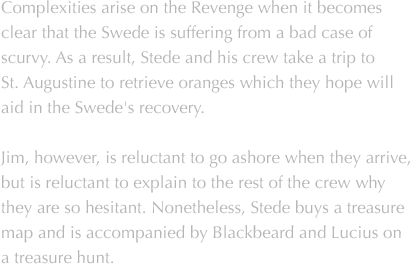 Complexities arise on the Revenge when it becomes
clear that the Swede is suffering from a bad case of
scurvy. As a result, Stede and his crew take a trip to
St. Augustine to retrieve oranges which they hope will
aid in the Swede's recovery.

Jim, however, is reluctant to go ashore when they arrive,
but is reluctant to explain to the rest of the crew why
they are so hesitant. Nonetheless, Stede buys a treasure
map and is accompanied by Blackbeard and Lucius on
a treasure hunt.